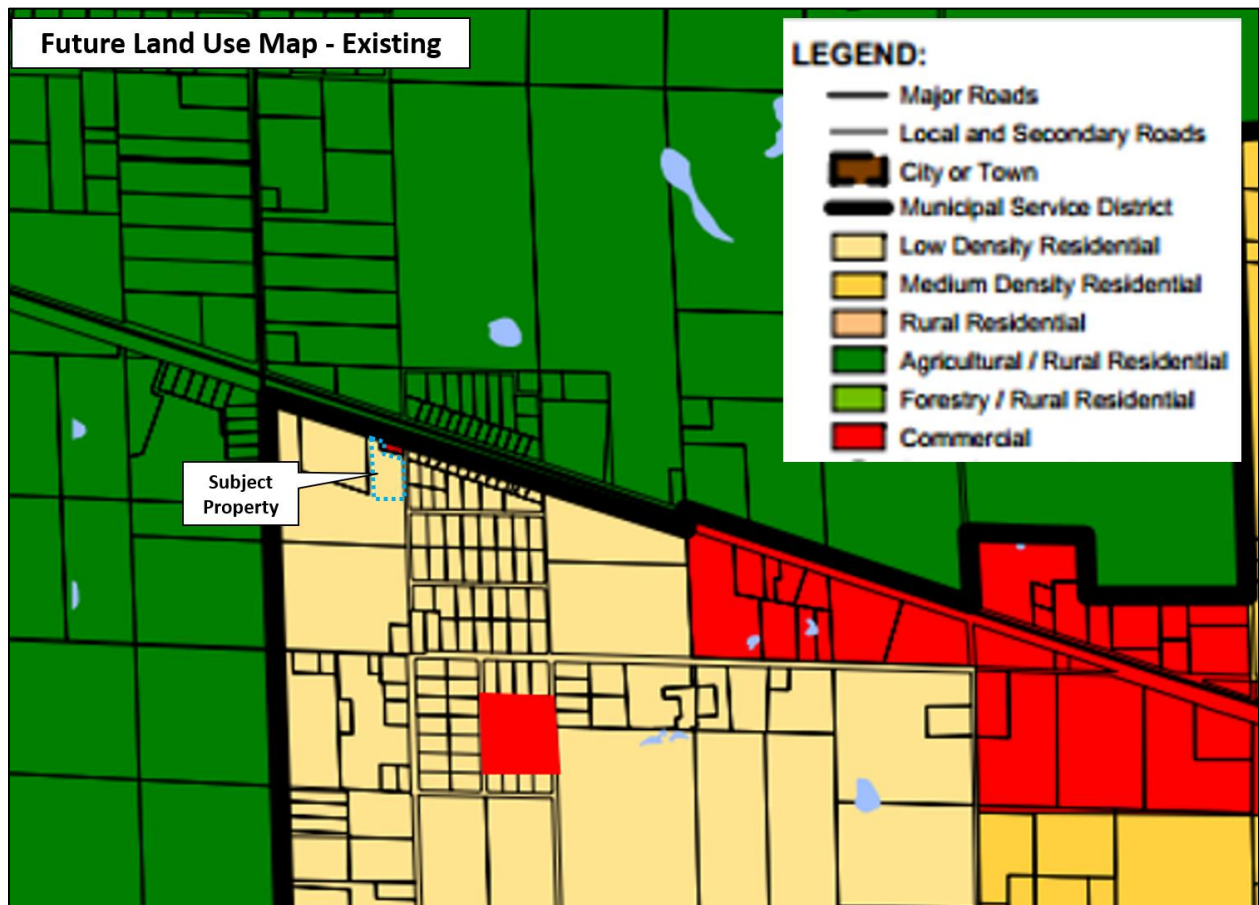 Future Land Use Map - Existing
LEGEND:
Major Roads
Local and Secondary Roads
City or Town
Municipal Service District
Low Density Residential
Medium Density Residential
Rural Residential
Agricultural / Rural Residential
Forestry / Rural Residential
Commercial
Subject
Property